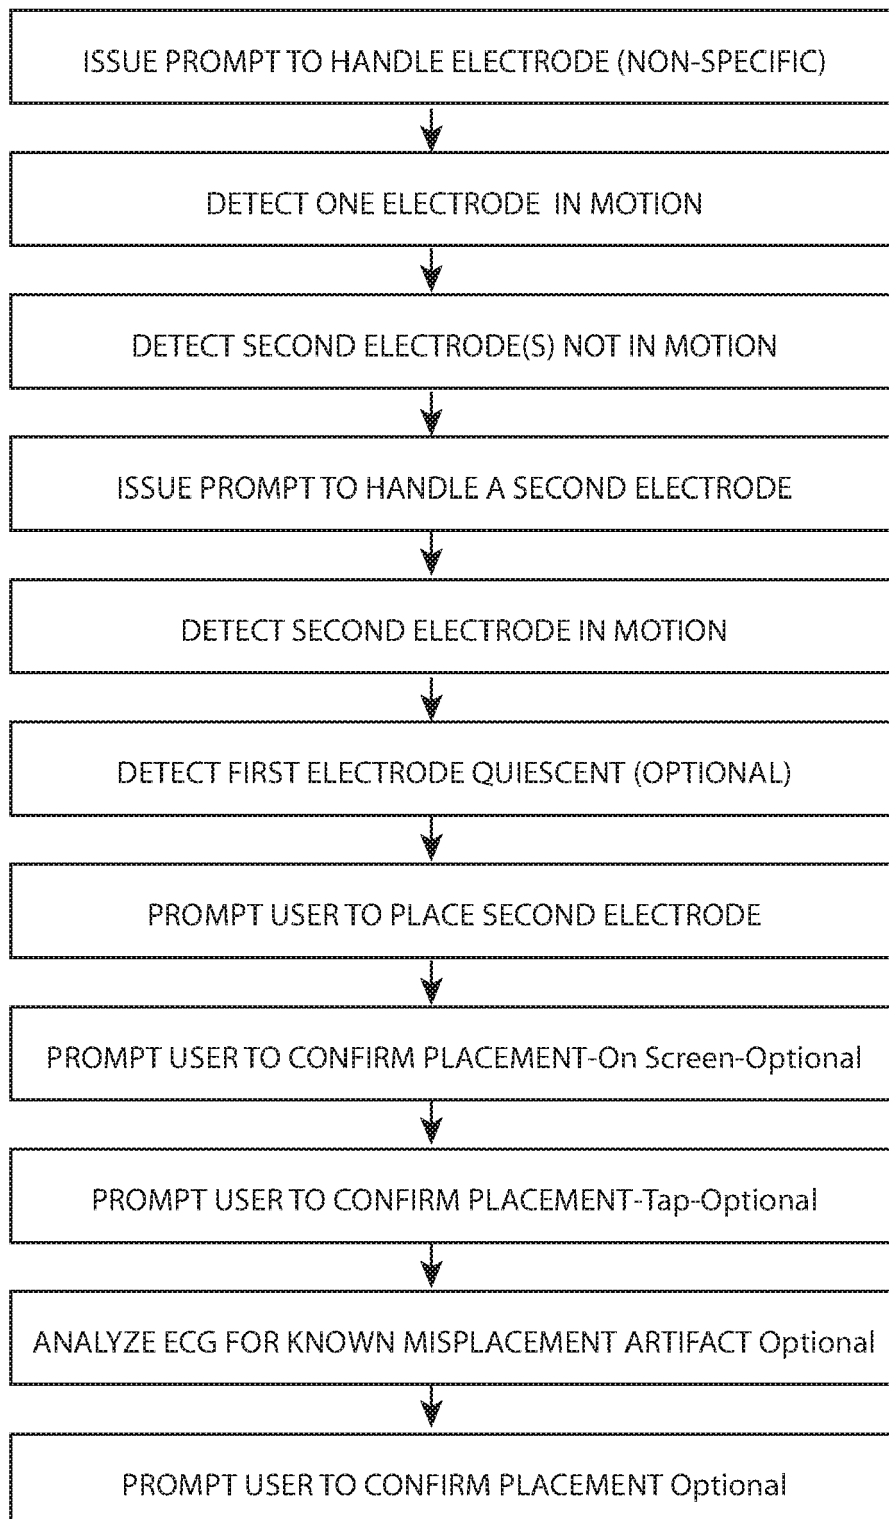 ISSUE PROMPT TO HANDLE ELECTRODE (NON-SPECIFIC)
DETECT ONE ELECTRODE IN MOTION
DETECT SECOND ELECTRODE(S) NOT IN MOTION
ISSUE PROMPT TO HANDLE A SECOND ELECTRODE
DETECT SECOND ELECTRODE IN MOTION
DETECT FIRST ELECTRODE QUIESCENT (OPTIONAL)
PROMPT USER TO PLACE SECOND ELECTRODE
PROMPT USER TO CONFIRM PLACEMENT-On Screen-Optional
PROMPT USER TO CONFIRM PLACEMENT-Tap-Optional
ANALYZE ECG FOR KNOWN MISPLACEMENT ARTIFACT Optional
PROMPT USER TO CONFIRM PLACEMENT Optional